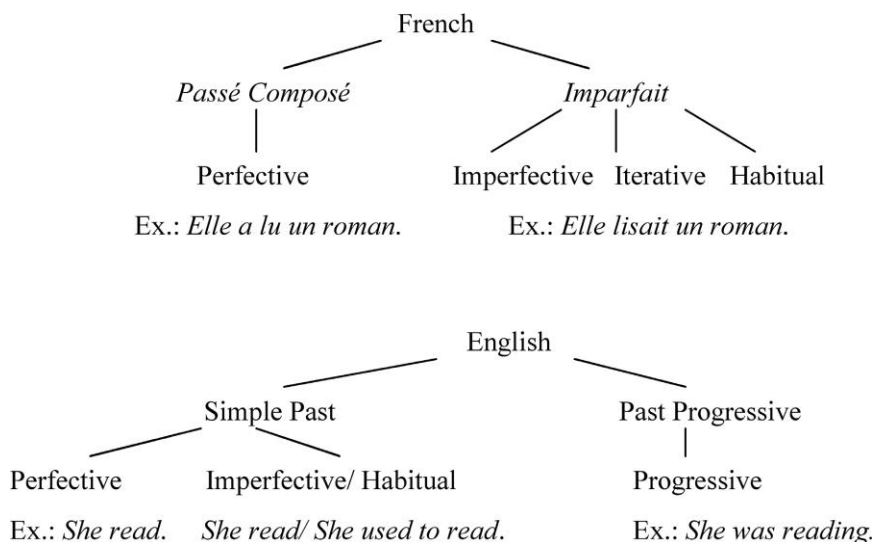 French
Passé Composé Imparfait
Perfective Imperfective Iterative Habitual
Ex.: Elle a lu un roman. Ex.: Elle lisait un roman.
English
Simple Past Past Progressive
Perfective Imperfective/ Habitual Progressive
Ex.: She read. She read/ She used to read. Ex.: She was reading.